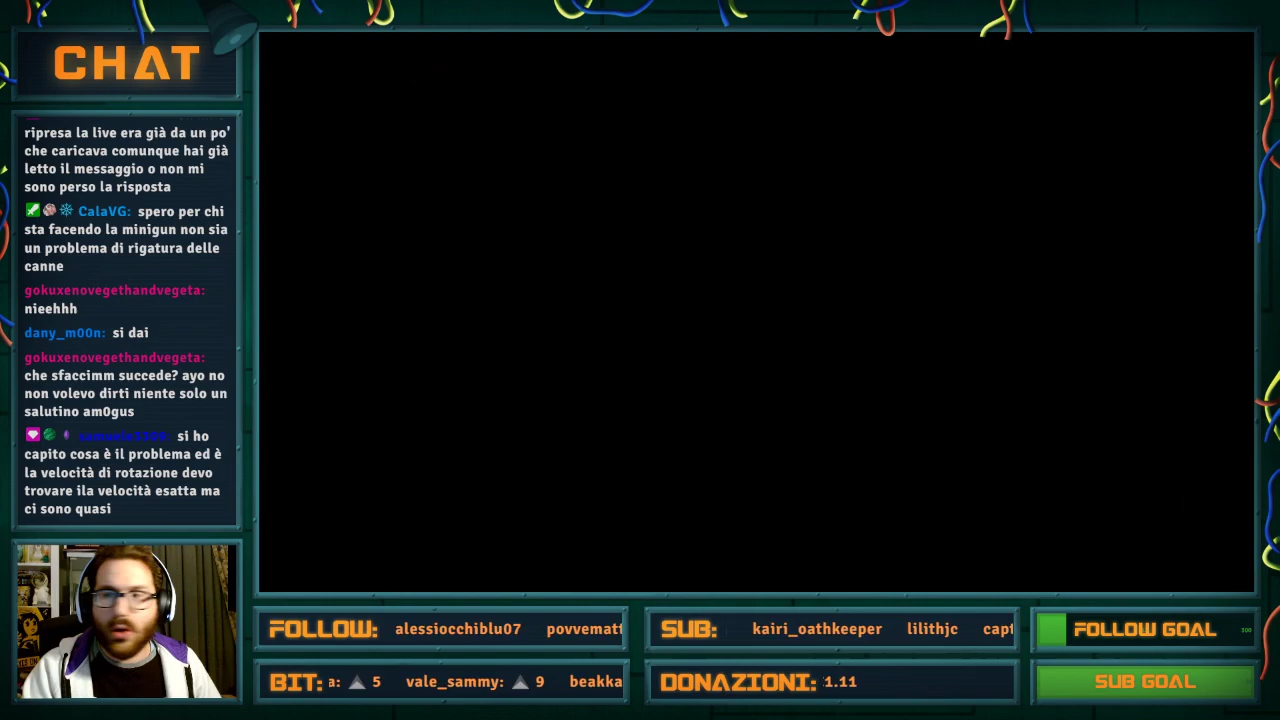 CHAT
ripresa la live era già da un po'
che caricava comunque hai già
letto il messaggio o non mi
sono perso la risposta
CalaVG: spero per chi
sta facendo la minigun non sia
un problema di rigatura delle
canne
gokuxenovegethandvegeta:
nieehhh
dany_m00n: si dai
gokuxenovegethandvegeta:
che sfaccimm succede? ayo no
non volevo dirti niente solo un
salutino am0gus
si ho
capito cosa è il problema ed è
la velocità di rotazione devo
trovare ila velocità esatta ma
ci sono quasi
FOLLOW: alessiocchiblu07 povvematt
SUB: kairi_oathkeeper lilithjc capt
FOLLOW GOAL
BIT: a: 5 vale_sammy: 9 beakka
DONAZIONI: 1.11
SUB GOAL